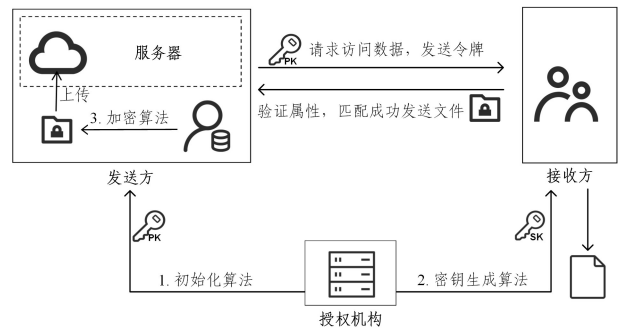 服务器
PK
请求访问数据，发送令牌
上传
3. 加密算法
验证属性，匹配成功发送文件
发送方
接收方
PK
SK
1. 初始化算法
2. 密钥生成算法
授权机构